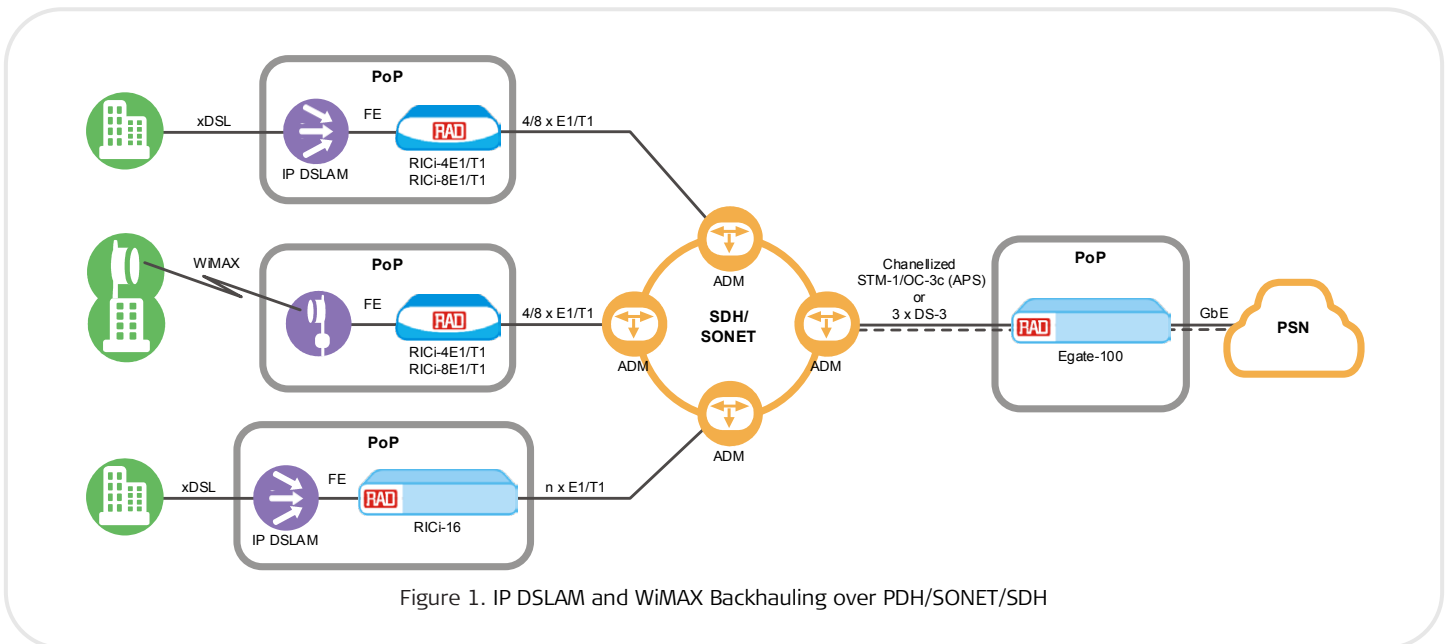 PoP
xDSL
FE
RAD
4/8 x E1/T1
IP DSLAM
RICi-4E1/T1
RICi-8E1/T1
PoP
WiMAX
FE
RAD
4/8 x E1/T1
RICi-4E1/T1
RICi-8E1/T1
PoP
xDSL
FE
RAD
n x E1/T1
IP DSLAM
RICi-16
ADM
ADM
SDH/
SONET
ADM
ADM
Chanellized
STM-1/OC-3c (APS)
or
3 x DS-3
PoP
RAD
Egate-100
GbE
PSN
Figure 1. IP DSLAM and WiMAX Backhauling over PDH/SONET/SDH